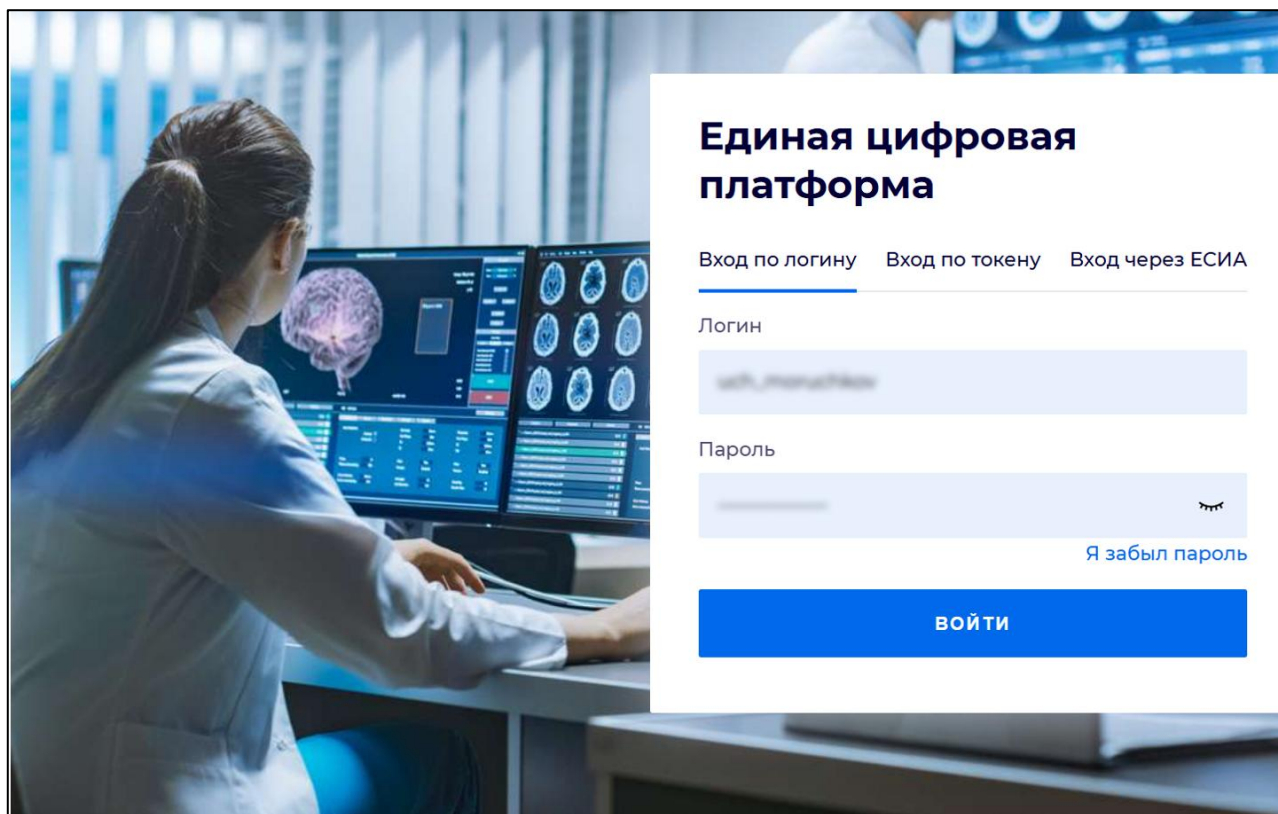 Единая цифровая
платформа
Вход по логину Вход по токену Вход через ЕСИА
Логин
Пароль
Я забыл пароль
ВОЙТИ